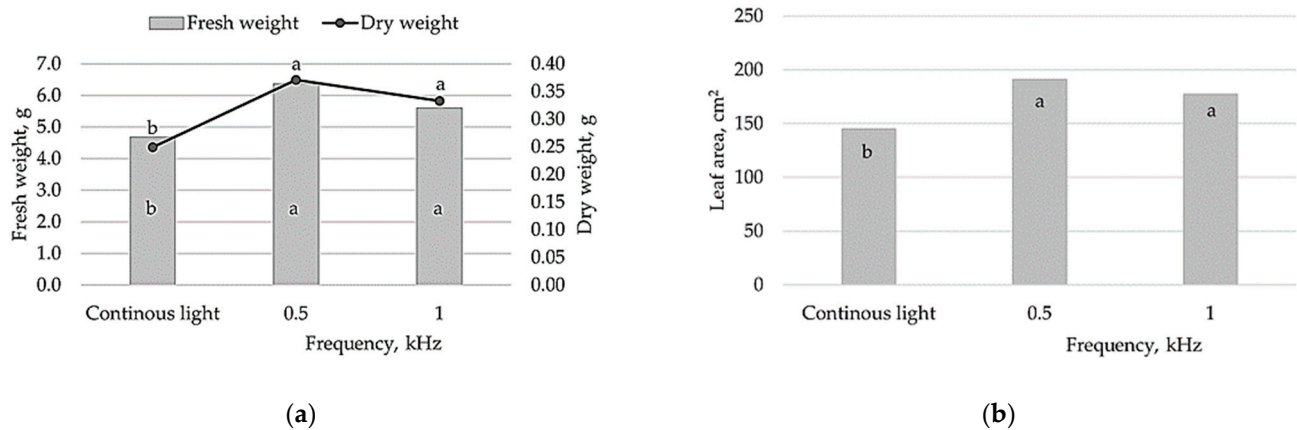 Fresh weight Dry weight
7.0
6.0
5.0
4.0
3.0
2.0
1.0
0.0
Fresh weight, g
b
b
a
a
a
a
0.40
0.35
0.30
0.25
0.20
0.15
0.10
0.05
0.00
Dry weight, g
Continous light 0.5 1
Frequency, kHz
(a)
250
200
150
100
50
0
Leaf area, cm²
b
a
a
Continous light 0.5 1
Frequency, kHz
(b)